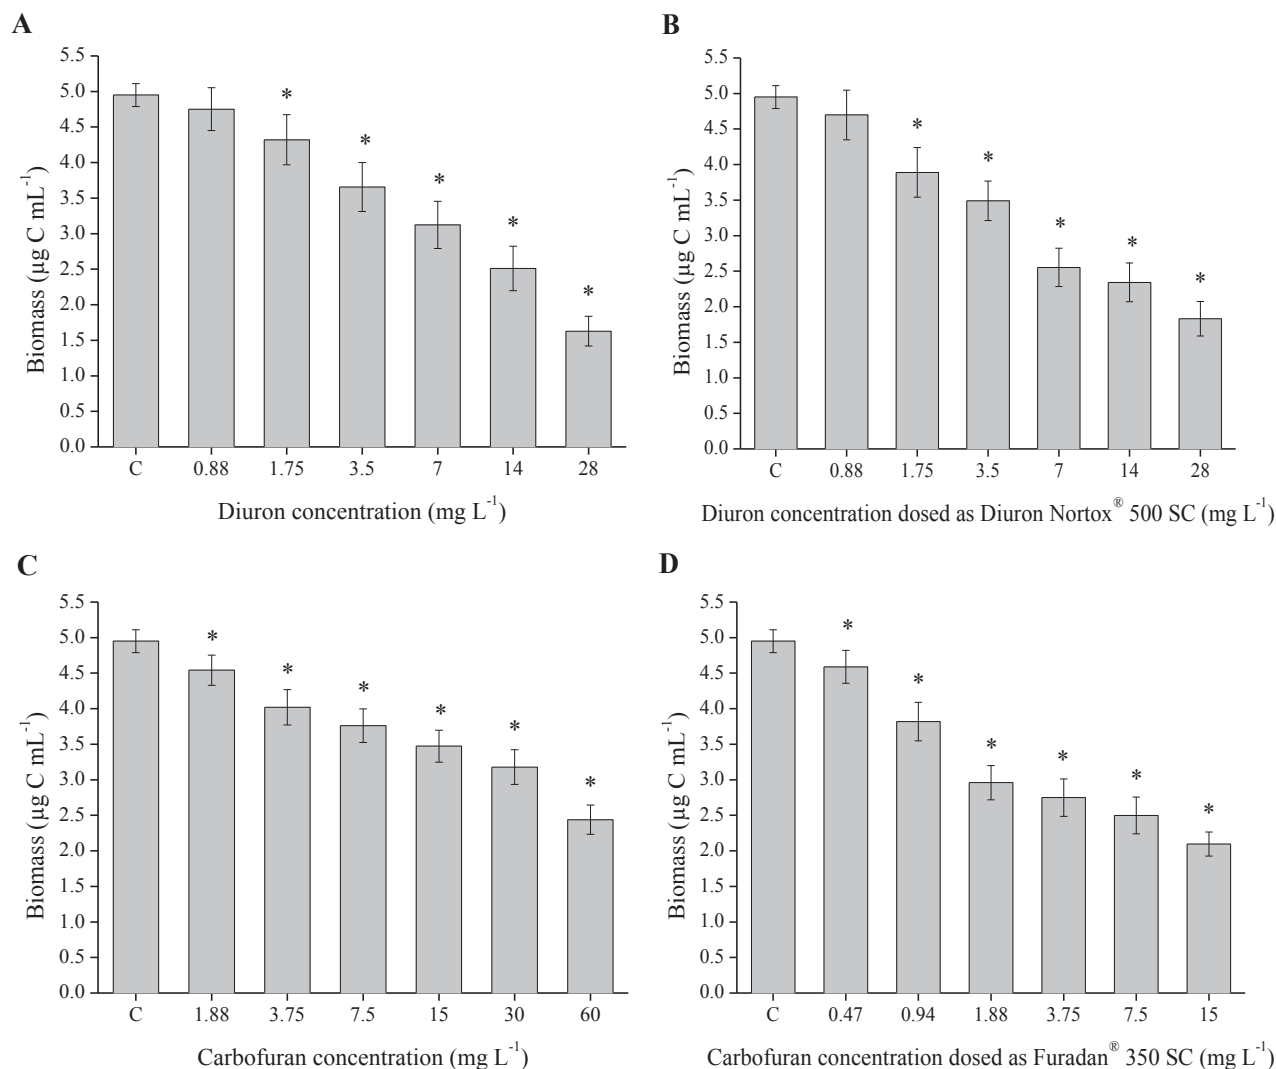 A
Biomass (µg C mL⁻¹)
5.5
5.0
4.5
4.0
3.5
3.0
2.5
2.0
1.5
1.0
0.5
0.0
* * * * *
C 0.88 1.75 3.5 7 14 28
Diuron concentration (mg L⁻¹)
B
Biomass (µg C mL⁻¹)
5.5
5.0
4.5
4.0
3.5
3.0
2.5
2.0
1.5
1.0
0.5
0.0
* * * * *
C 0.88 1.75 3.5 7 14 28
Diuron concentration dosed as Diuron Nortox® 500 SC (mg L⁻¹)
C
Biomass (µg C mL⁻¹)
5.5
5.0
4.5
4.0
3.5
3.0
2.5
2.0
1.5
1.0
0.5
0.0
* * * * * *
C 1.88 3.75 7.5 15 30 60
Carbofuran concentration (mg L⁻¹)
D
Biomass (µg C mL⁻¹)
5.5
5.0
4.5
4.0
3.5
3.0
2.5
2.0
1.5
1.0
0.5
0.0
* * * * * *
C 0.47 0.94 1.88 3.75 7.5 15
Carbofuran concentration dosed as Furadan® 350 SC (mg L⁻¹)